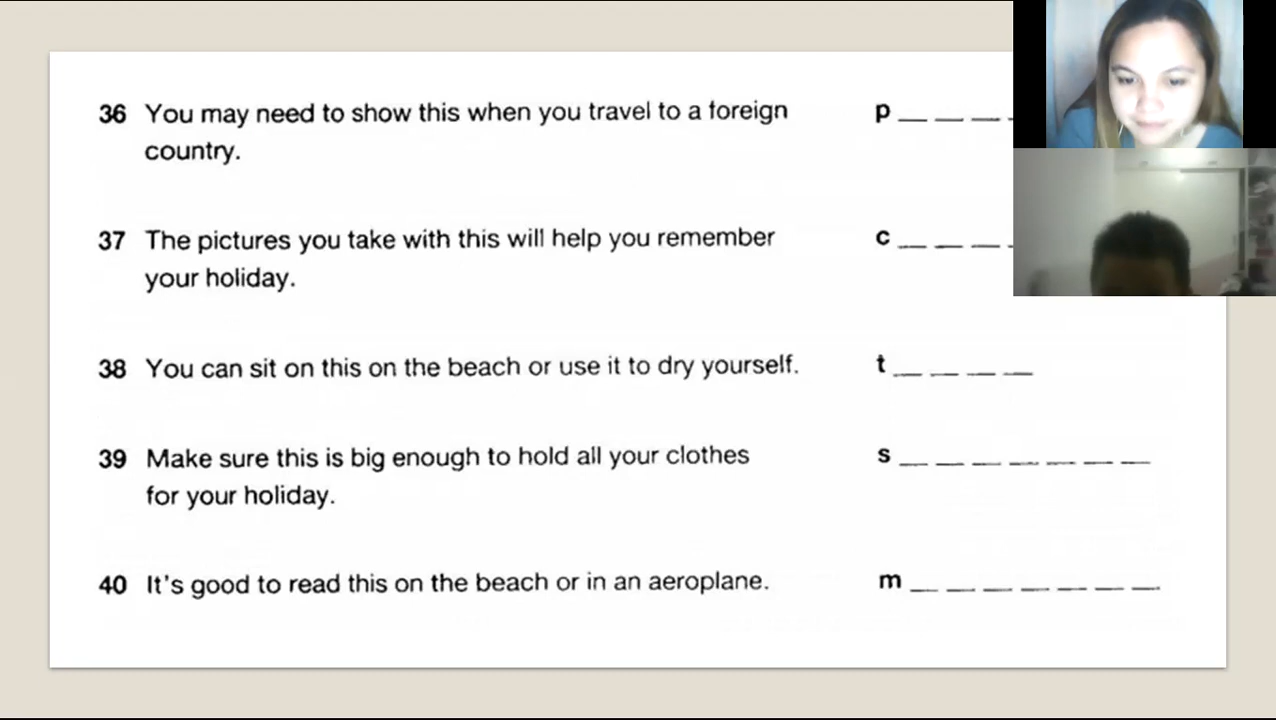 36 You may need to show this when you travel to a foreign p _ _ _
country.
37 The pictures you take with this will help you remember c _ _ _
your holiday.
38 You can sit on this on the beach or use it to dry yourself. t _ _ _ _
39 Make sure this is big enough to hold all your clothes s _ _ _ _ _ _ _
for your holiday.
40 It's good to read this on the beach or in an aeroplane. m _ _ _ _ _ _ _